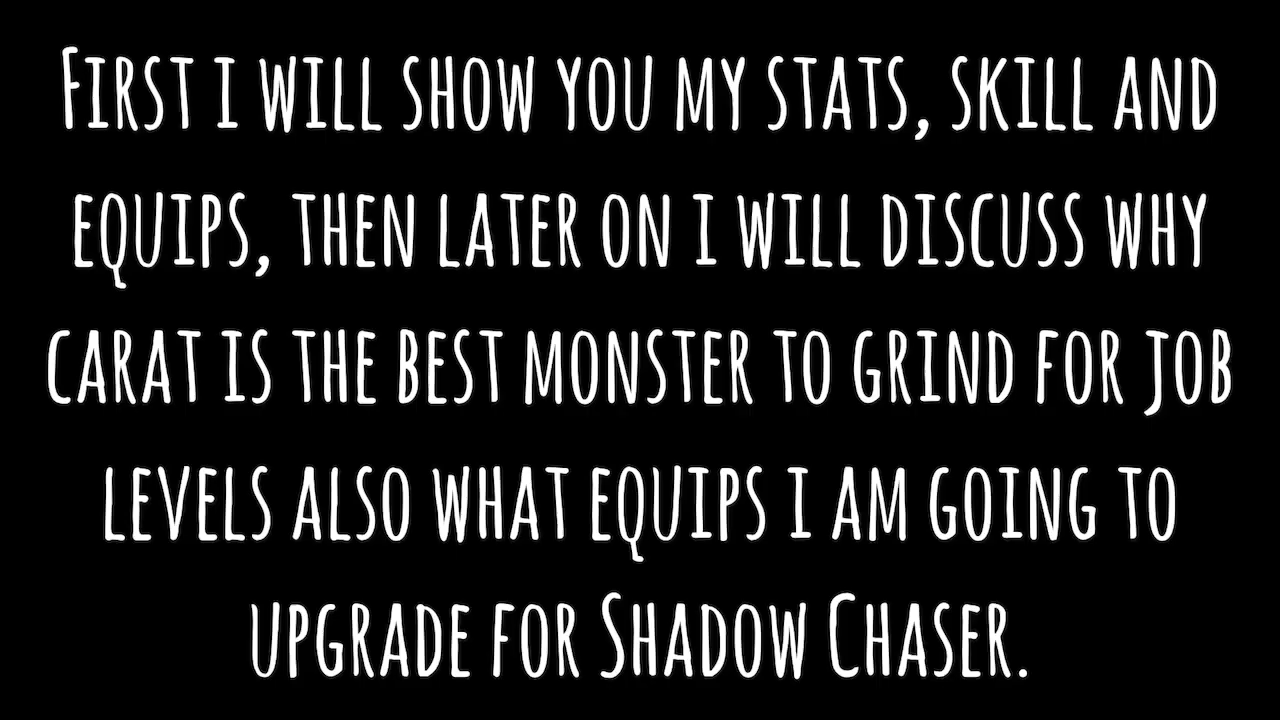 First i will show you my stats, skill and
equips, then later on i will discuss why
carat is the best monster to grind for job
levels also what equips i am going to
upgrade for Shadow Chaser.